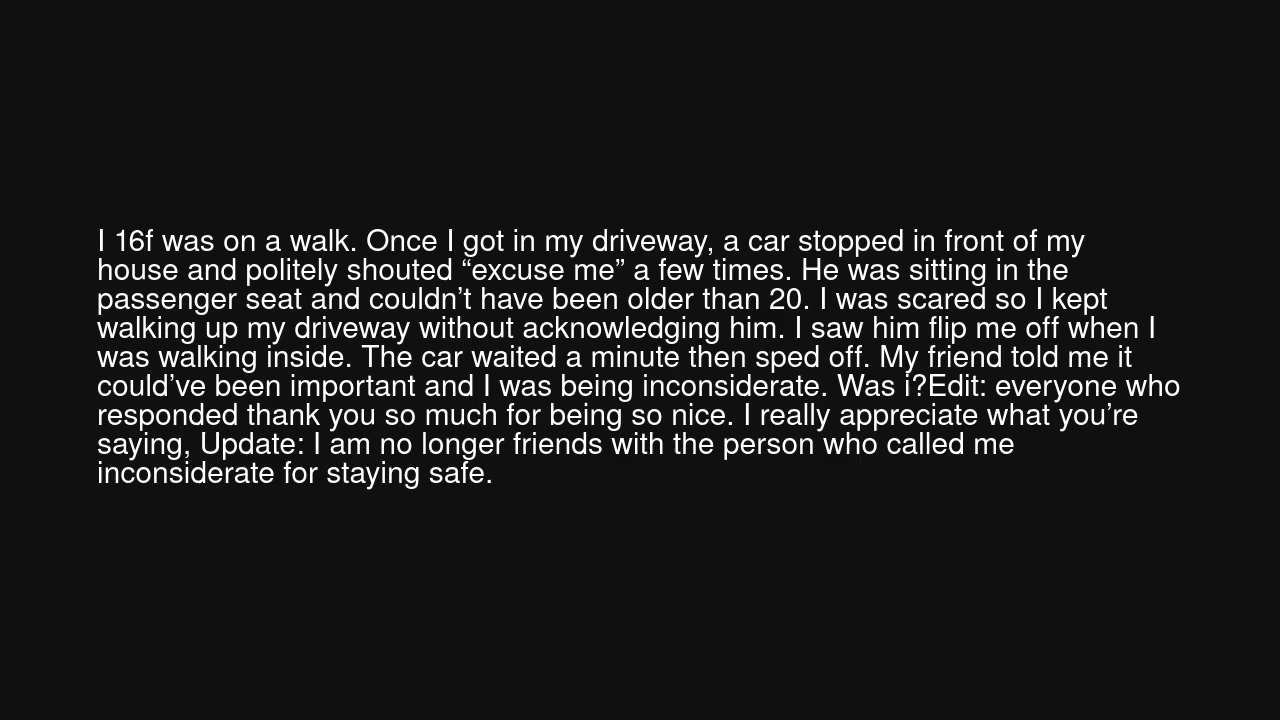 I 16f was on a walk. Once I got in my driveway, a car stopped in front of my
house and politely shouted “excuse me” a few times. He was sitting in the
passenger seat and couldn’t have been older than 20. I was scared so I kept
walking up my driveway without acknowledging him. I saw him flip me off when I
was walking inside. The car waited a minute then sped off. My friend told me it
could’ve been important and I was being inconsiderate. Was i?Edit: everyone who
responded thank you so much for being so nice. I really appreciate what you’re
saying, Update: I am no longer friends with the person who called me
inconsiderate for staying safe.